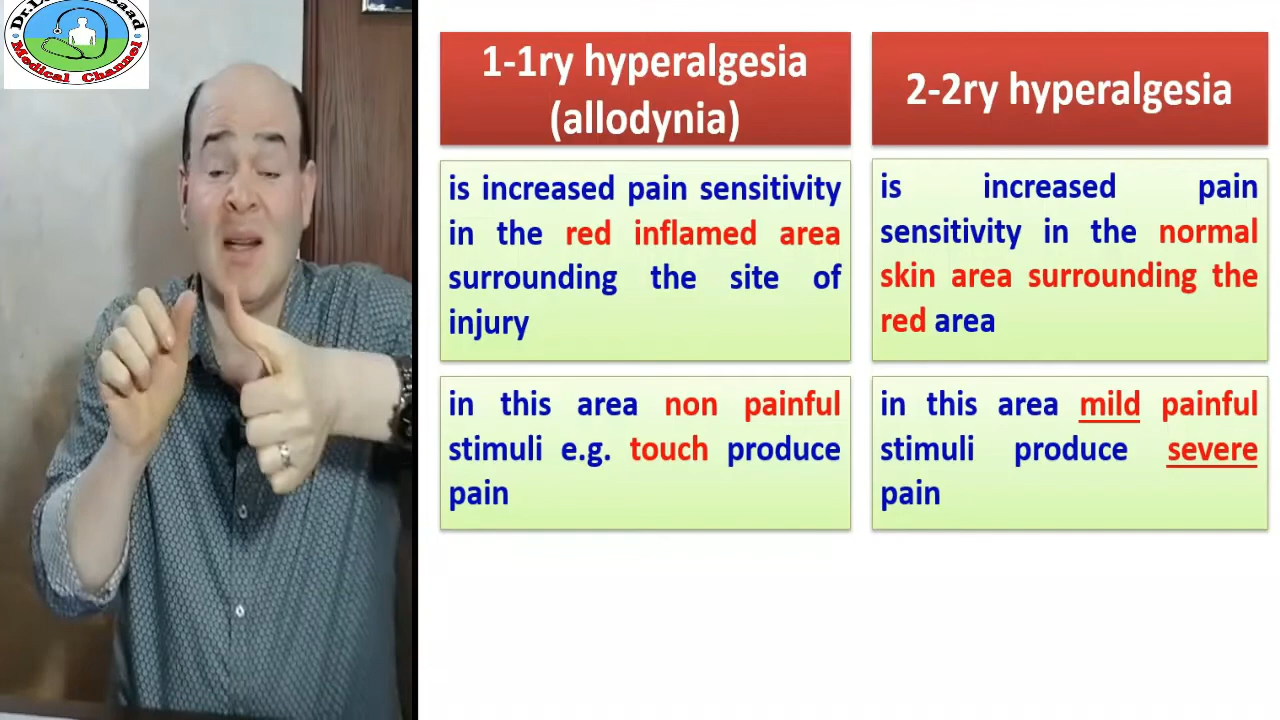 Medical Channel
1-1ry hyperalgesia
(allodynia)
is increased pain sensitivity
in the red inflamed area
surrounding the site of
injury
in this area non painful
stimuli e.g. touch produce
pain
2-2ry hyperalgesia
is increased pain
sensitivity in the normal
skin area surrounding the
red area
in this area mild painful
stimuli produce severe
pain